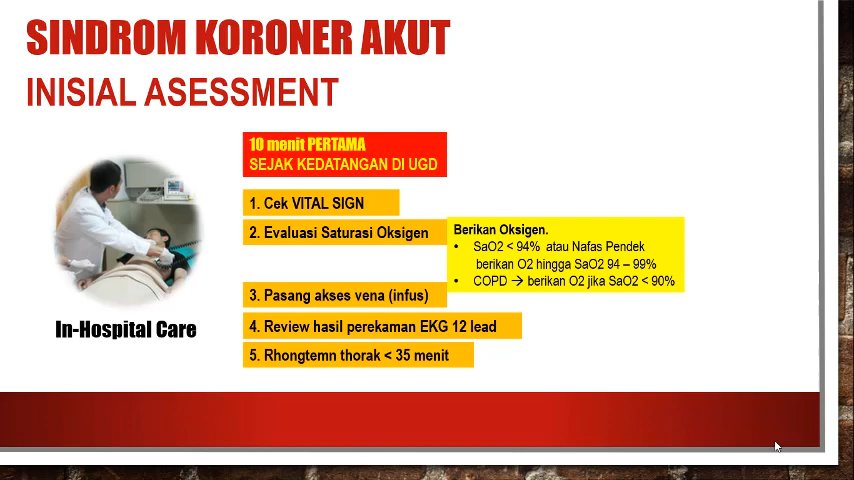 SINDROM KORONER AKUT
INISIAL ASESSMENT
10 menit PERTAMA
SEJAK KEDATANGAN DI UGD
1. Cek VITAL SIGN
2. Evaluasi Saturasi Oksigen
Berikan Oksigen.
• SaO2 < 94% atau Nafas Pendek
berikan O2 hingga SaO2 94 – 99%
• COPD → berikan O2 jika SaO2 < 90%
3. Pasang akses vena (infus)
4. Review hasil perekaman EKG 12 lead
5. Rhongtemn thorak < 35 menit
In-Hospital Care